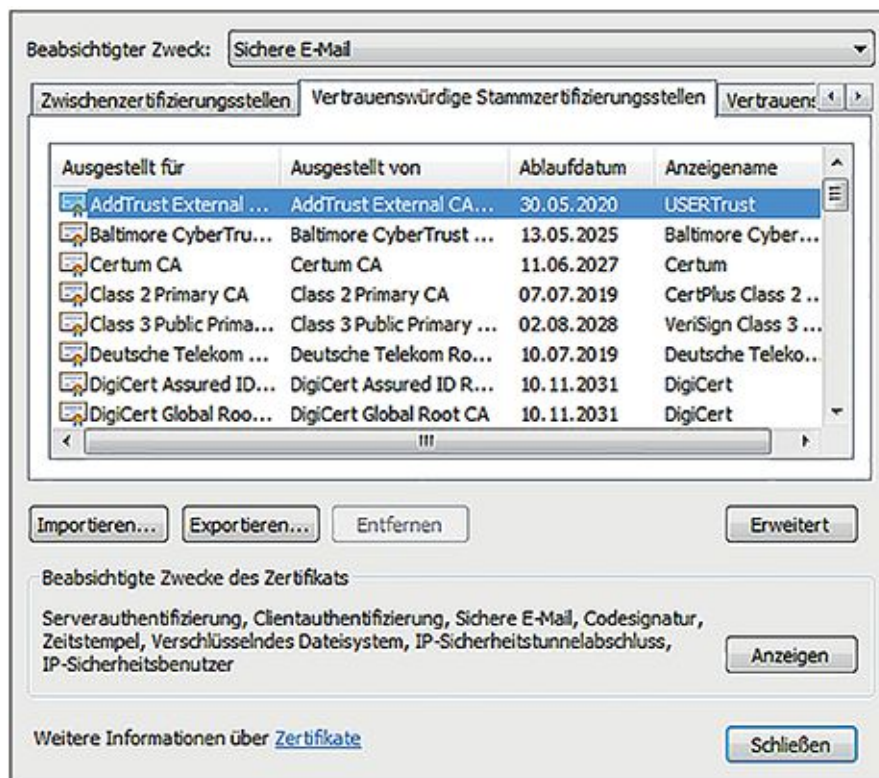 Beabsichtigter Zweck: Sichere E-Mail
Zwischenzertifizierungsstellen Vertrauenswürdige Stammzertifizierungsstellen Vertrauens
Ausgestellt für Ausgestellt von Ablaufdatum Anzeigename
AddTrust External ... AddTrust External CA... 30.05.2020 USERTrust
Baltimore CyberTru... Baltimore CyberTrust ... 13.05.2025 Baltimore Cyber...
Certum CA Certum CA 11.06.2027 Certum
Class 2 Primary CA Class 2 Primary CA 07.07.2019 CertPlus Class 2 ..
Class 3 Public Prima... Class 3 Public Primary ... 02.08.2028 VeriSign Class 3 ...
Deutsche Telekom ... Deutsche Telekom Ro... 10.07.2019 Deutsche Teleko...
DigiCert Assured ID... DigiCert Assured ID R... 10.11.2031 DigiCert
DigiCert Global Roo... DigiCert Global Root CA 10.11.2031 DigiCert
Importieren... Exportieren... Entfernen Erweitert
Beabsichtigte Zwecke des Zertifikats
Serverauthentifizierung, Clientauthentifizierung, Sichere E-Mail, Codesignatur,
Zeitstempel, Verschlüsselndes Dateisystem, IP-Sicherheitstunnelabschluss,
IP-Sicherheitsbenutzer
Anzeigen
Weitere Informationen über Zertifikate
Schließen